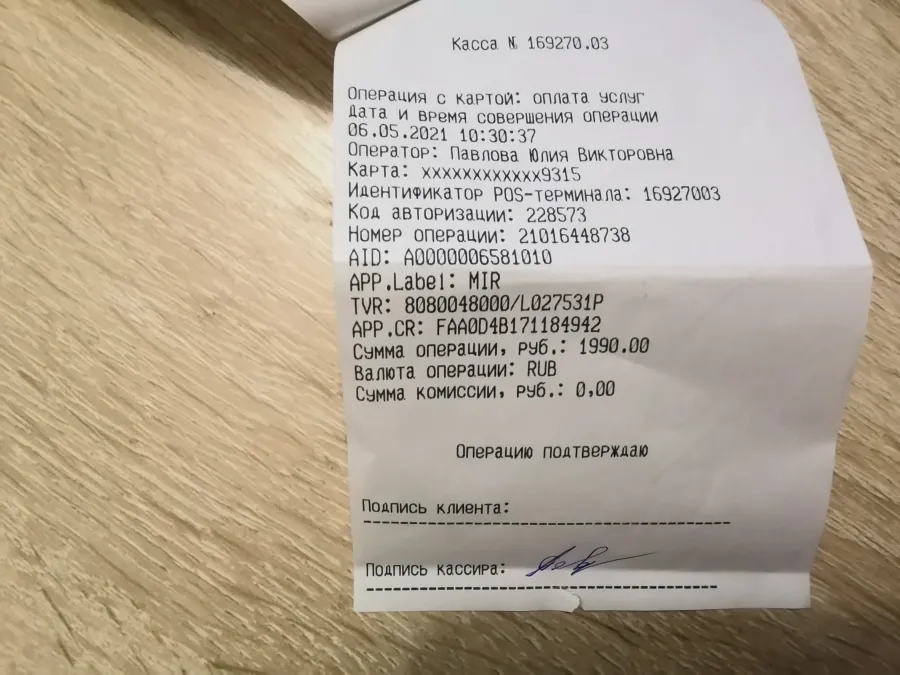 Касса № 169270.03
Операция с картой: оплата услуг
Дата и время совершения операции
06.05.2021 10:30:37
Оператор: Павлова Юлия Викторовна
Карта: xxxxxxxxxxxx9315
Идентификатор POS-терминала: 16927003
Код авторизации: 228573
Номер операции: 21016448738
AID: A0000006581010
APP.Label: MIR
TVR: 8080048000/L027531P
APP.CR: FAA0D4B171184942
Сумма операции, руб.: 1990.00
Валюта операции: RUB
Сумма комиссии, руб.: 0,00
Операцию подтверждаю
Подпись клиента:
Подпись кассира: